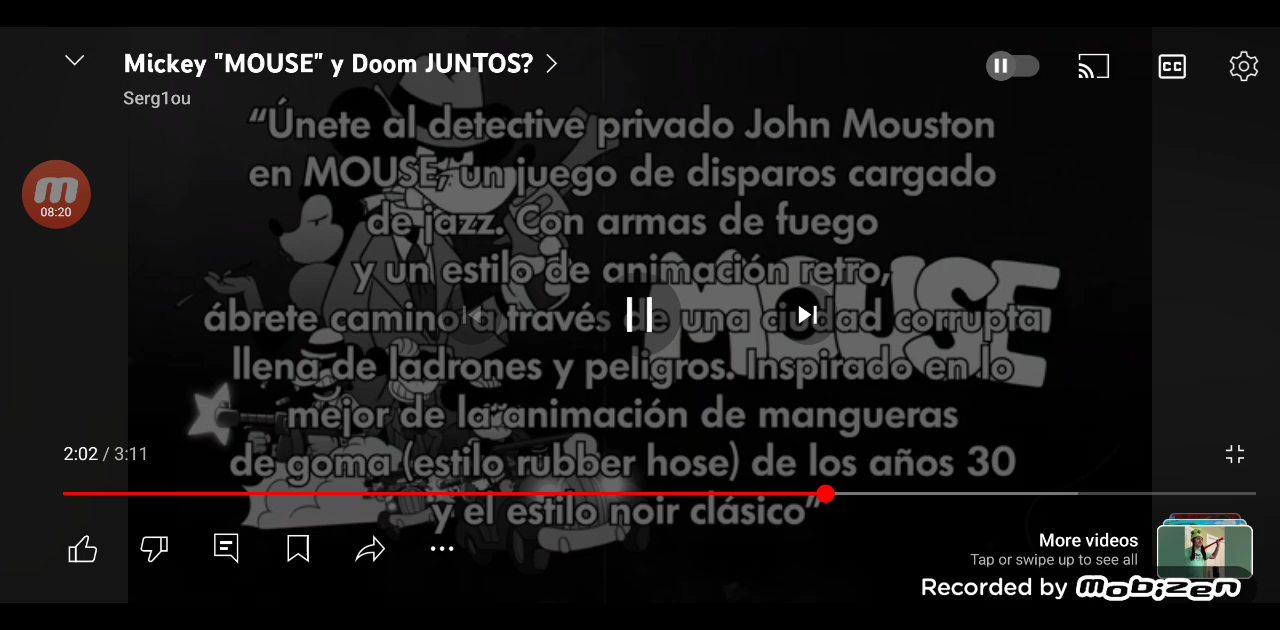 Mickey "MOUSE" y Doom JUNTOS?
Serg1ou
CC
“Únete al detective privado John Mouston
en MOUSE, un juego de disparos cargado
de jazz. Con armas de fuego
y un estilo de animación retro,
ábrete camino a través de una ciudad corrupta
llena de ladrones y peligros. Inspirado en lo
mejor de la animación de mangueras
de goma (estilo rubber hose) de los años 30
y el estilo noir clásico”
MOUSE
m
08:20
2:02 / 3:11
More videos
Tap or swipe up to see all
Recorded by mobizen